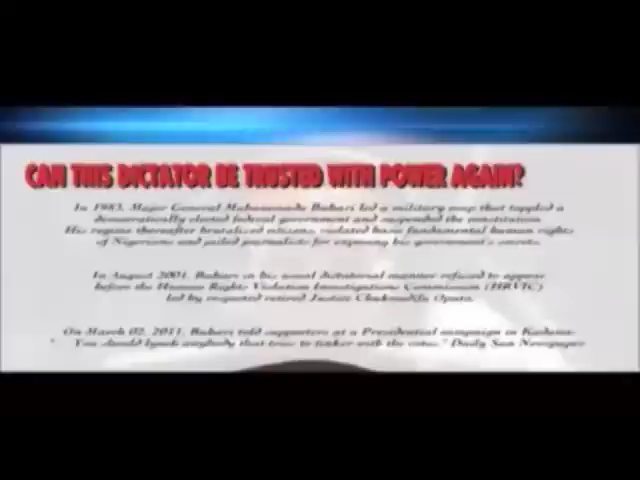 CAN THIS DICTATOR BE TRUSTED WITH POWER AGAIN?
In 1983, Major General Muhammadu Buhari led a military coup that toppled a
democratically elected federal government and suspended the constitution
His regime thereafter brutalised citizens, violated basic fundamental human rights
of Nigerians and jailed journalists for exposing his government's secrets.
In August 2001, Buhari in his usual dictatorial manner refused to appear
before the Human Rights Violation Investigations Commission (HRVIC)
led by respected retired Justice Chukwudifu Oputa.
On March 02, 2011, Buhari told supporters at a Presidential campaign in Kaduna
" You should lynch anybody that tries to tinker with the votes." Daily Sun Newspaper